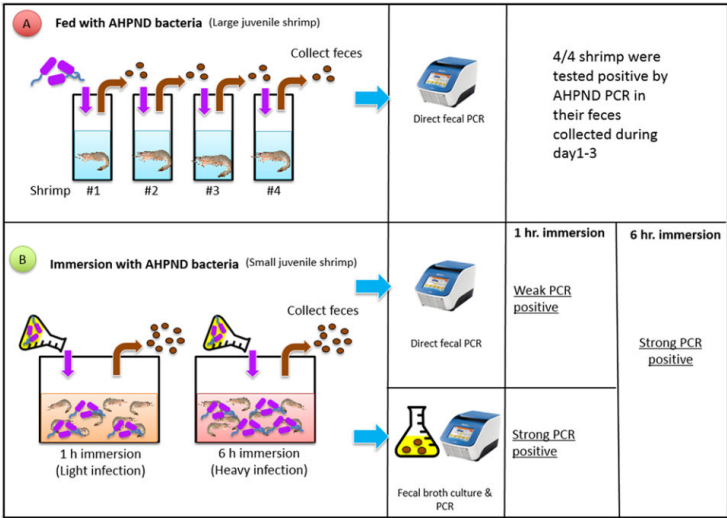 A
Fed with AHPND bacteria (Large juvenile shrimp)
Collect feces
Shrimp #1 #2 #3 #4
Direct fecal PCR
4/4 shrimp were
tested positive by
AHPND PCR in
their feces
collected during
day1-3
B
Immersion with AHPND bacteria (Small juvenile shrimp)
Collect feces
1 h immersion
(Light infection)
6 h immersion
(Heavy infection)
Direct fecal PCR
Fecal broth culture &
PCR
1 hr. immersion
6 hr. immersion
Weak PCR
positive
Strong PCR
positive
Strong PCR
positive